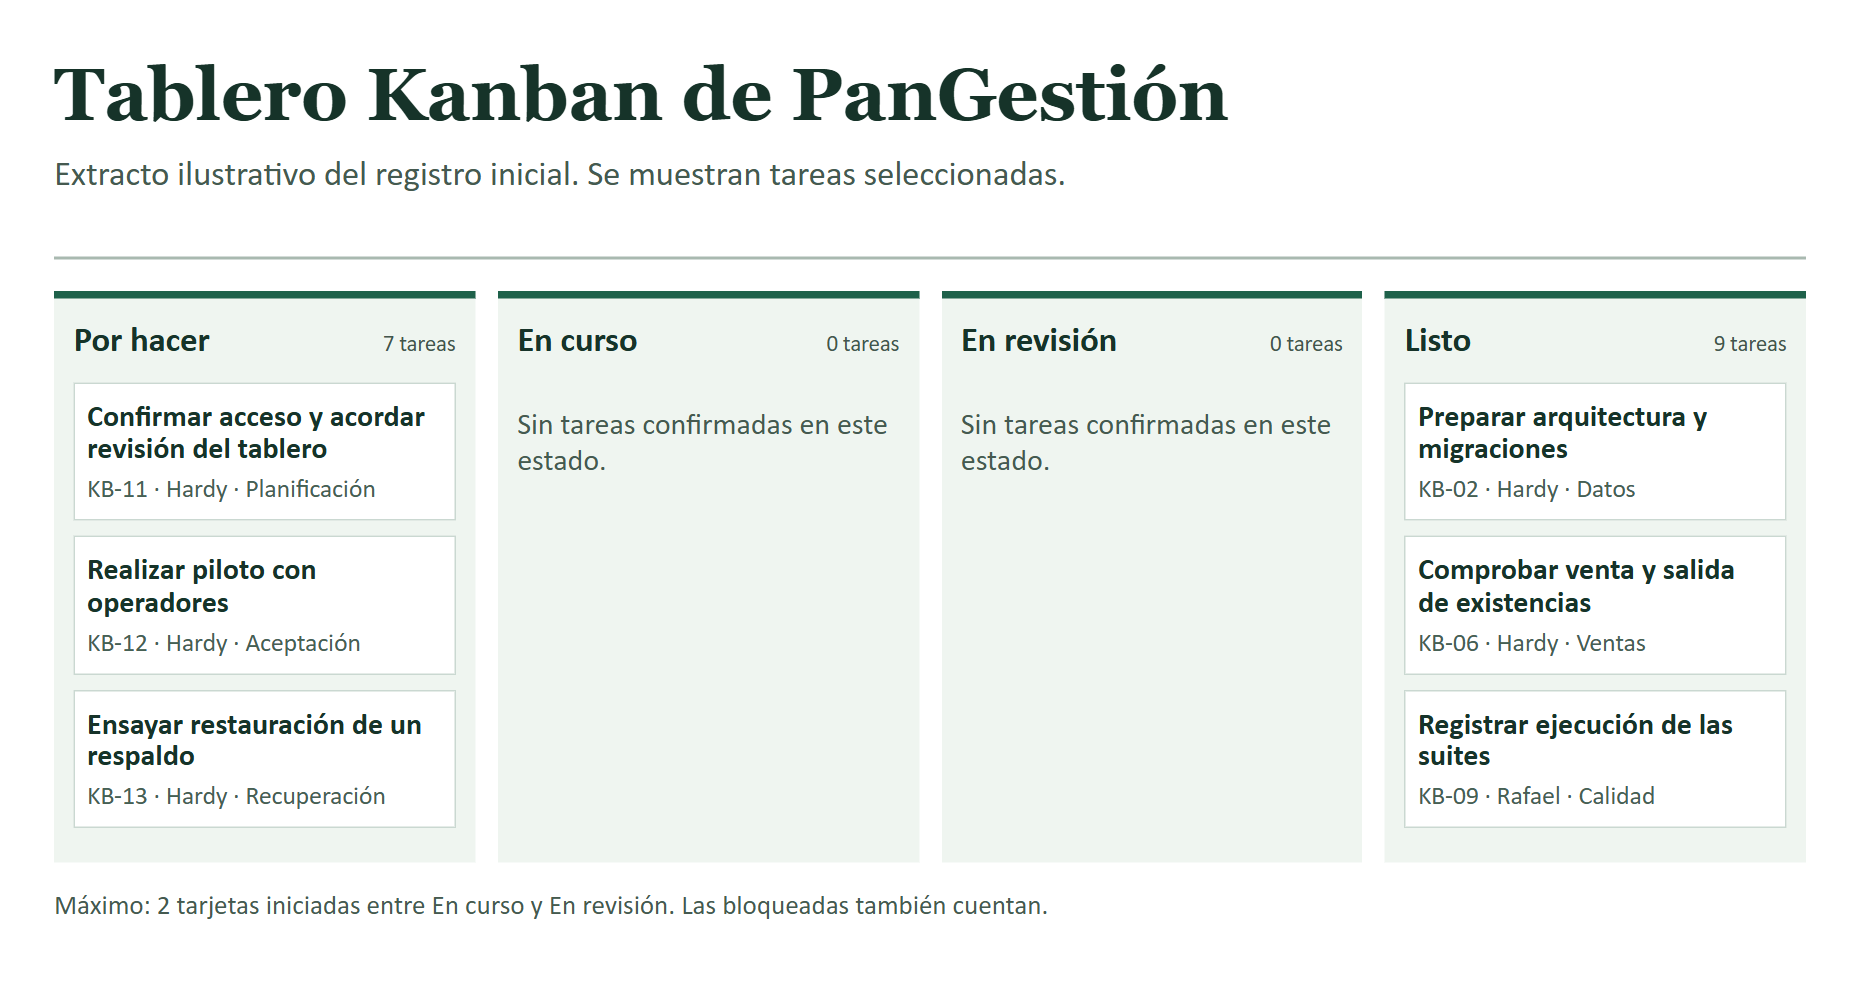 Tablero Kanban de PanGestión
Extracto ilustrativo del registro inicial. Se muestran tareas seleccionadas.
Por hacer
7 tareas
Confirmar acceso y acordar
revisión del tablero
KB-11 · Hardy · Planificación
Realizar piloto con
operadores
KB-12 · Hardy · Aceptación
Ensayar restauración de un
respaldo
KB-13 · Hardy · Recuperación
En curso
0 tareas
Sin tareas confirmadas en este
estado.
En revisión
0 tareas
Sin tareas confirmadas en este
estado.
Listo
9 tareas
Preparar arquitectura y
migraciones
KB-02 · Hardy · Datos
Comprobar venta y salida
de existencias
KB-06 · Hardy · Ventas
Registrar ejecución de las
suites
KB-09 · Rafael · Calidad
Máximo: 2 tarjetas iniciadas entre En curso y En revisión. Las bloqueadas también cuentan.